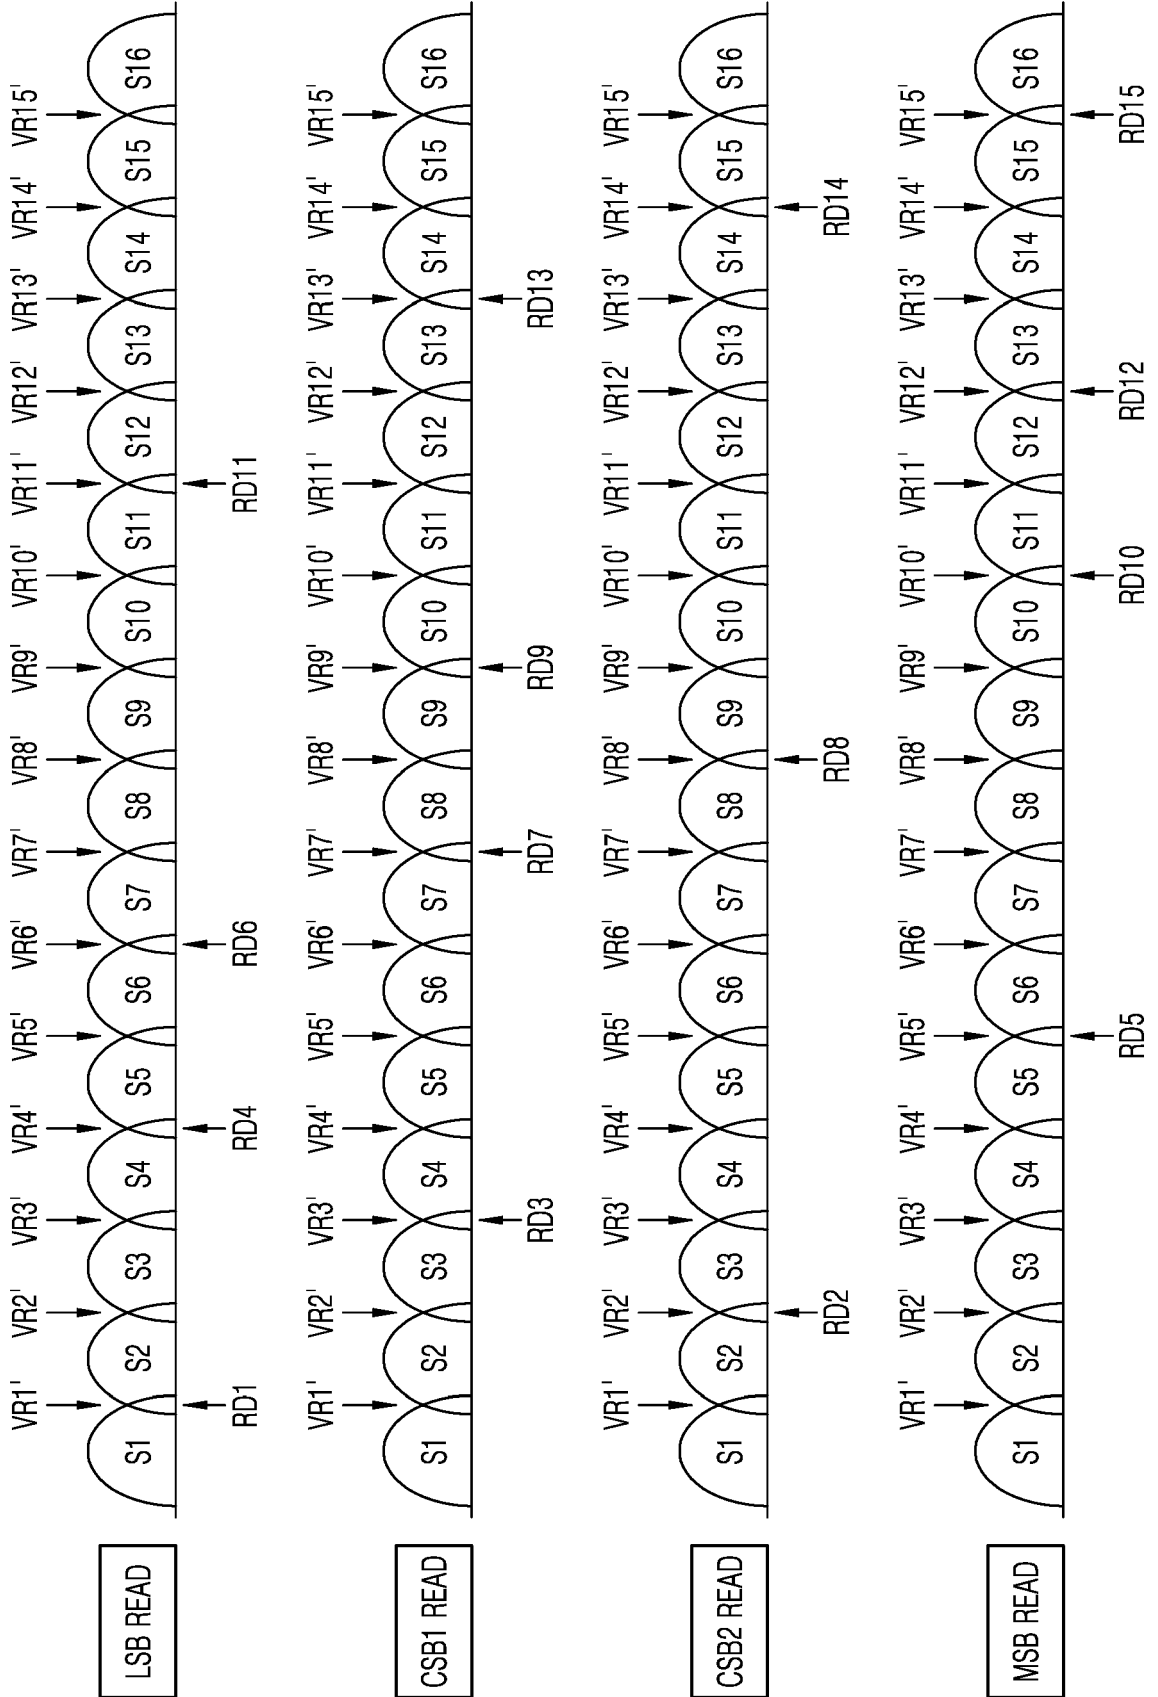 LSB READ
VR1' VR2' VR3' VR4' VR5' VR6' VR7' VR8' VR9' VR10' VR11' VR12' VR13' VR14' VR15'
S1 S2 S3 S4 S5 S6 S7 S8 S9 S10 S11 S12 S13 S14 S15 S16
RD1 RD4 RD6 RD11
CSB1 READ
VR1' VR2' VR3' VR4' VR5' VR6' VR7' VR8' VR9' VR10' VR11' VR12' VR13' VR14' VR15'
S1 S2 S3 S4 S5 S6 S7 S8 S9 S10 S11 S12 S13 S14 S15 S16
RD3 RD7 RD9 RD13
CSB2 READ
VR1' VR2' VR3' VR4' VR5' VR6' VR7' VR8' VR9' VR10' VR11' VR12' VR13' VR14' VR15'
S1 S2 S3 S4 S5 S6 S7 S8 S9 S10 S11 S12 S13 S14 S15 S16
RD2 RD8 RD14
MSB READ
VR1' VR2' VR3' VR4' VR5' VR6' VR7' VR8' VR9' VR10' VR11' VR12' VR13' VR14' VR15'
S1 S2 S3 S4 S5 S6 S7 S8 S9 S10 S11 S12 S13 S14 S15 S16
RD5 RD10 RD12 RD15